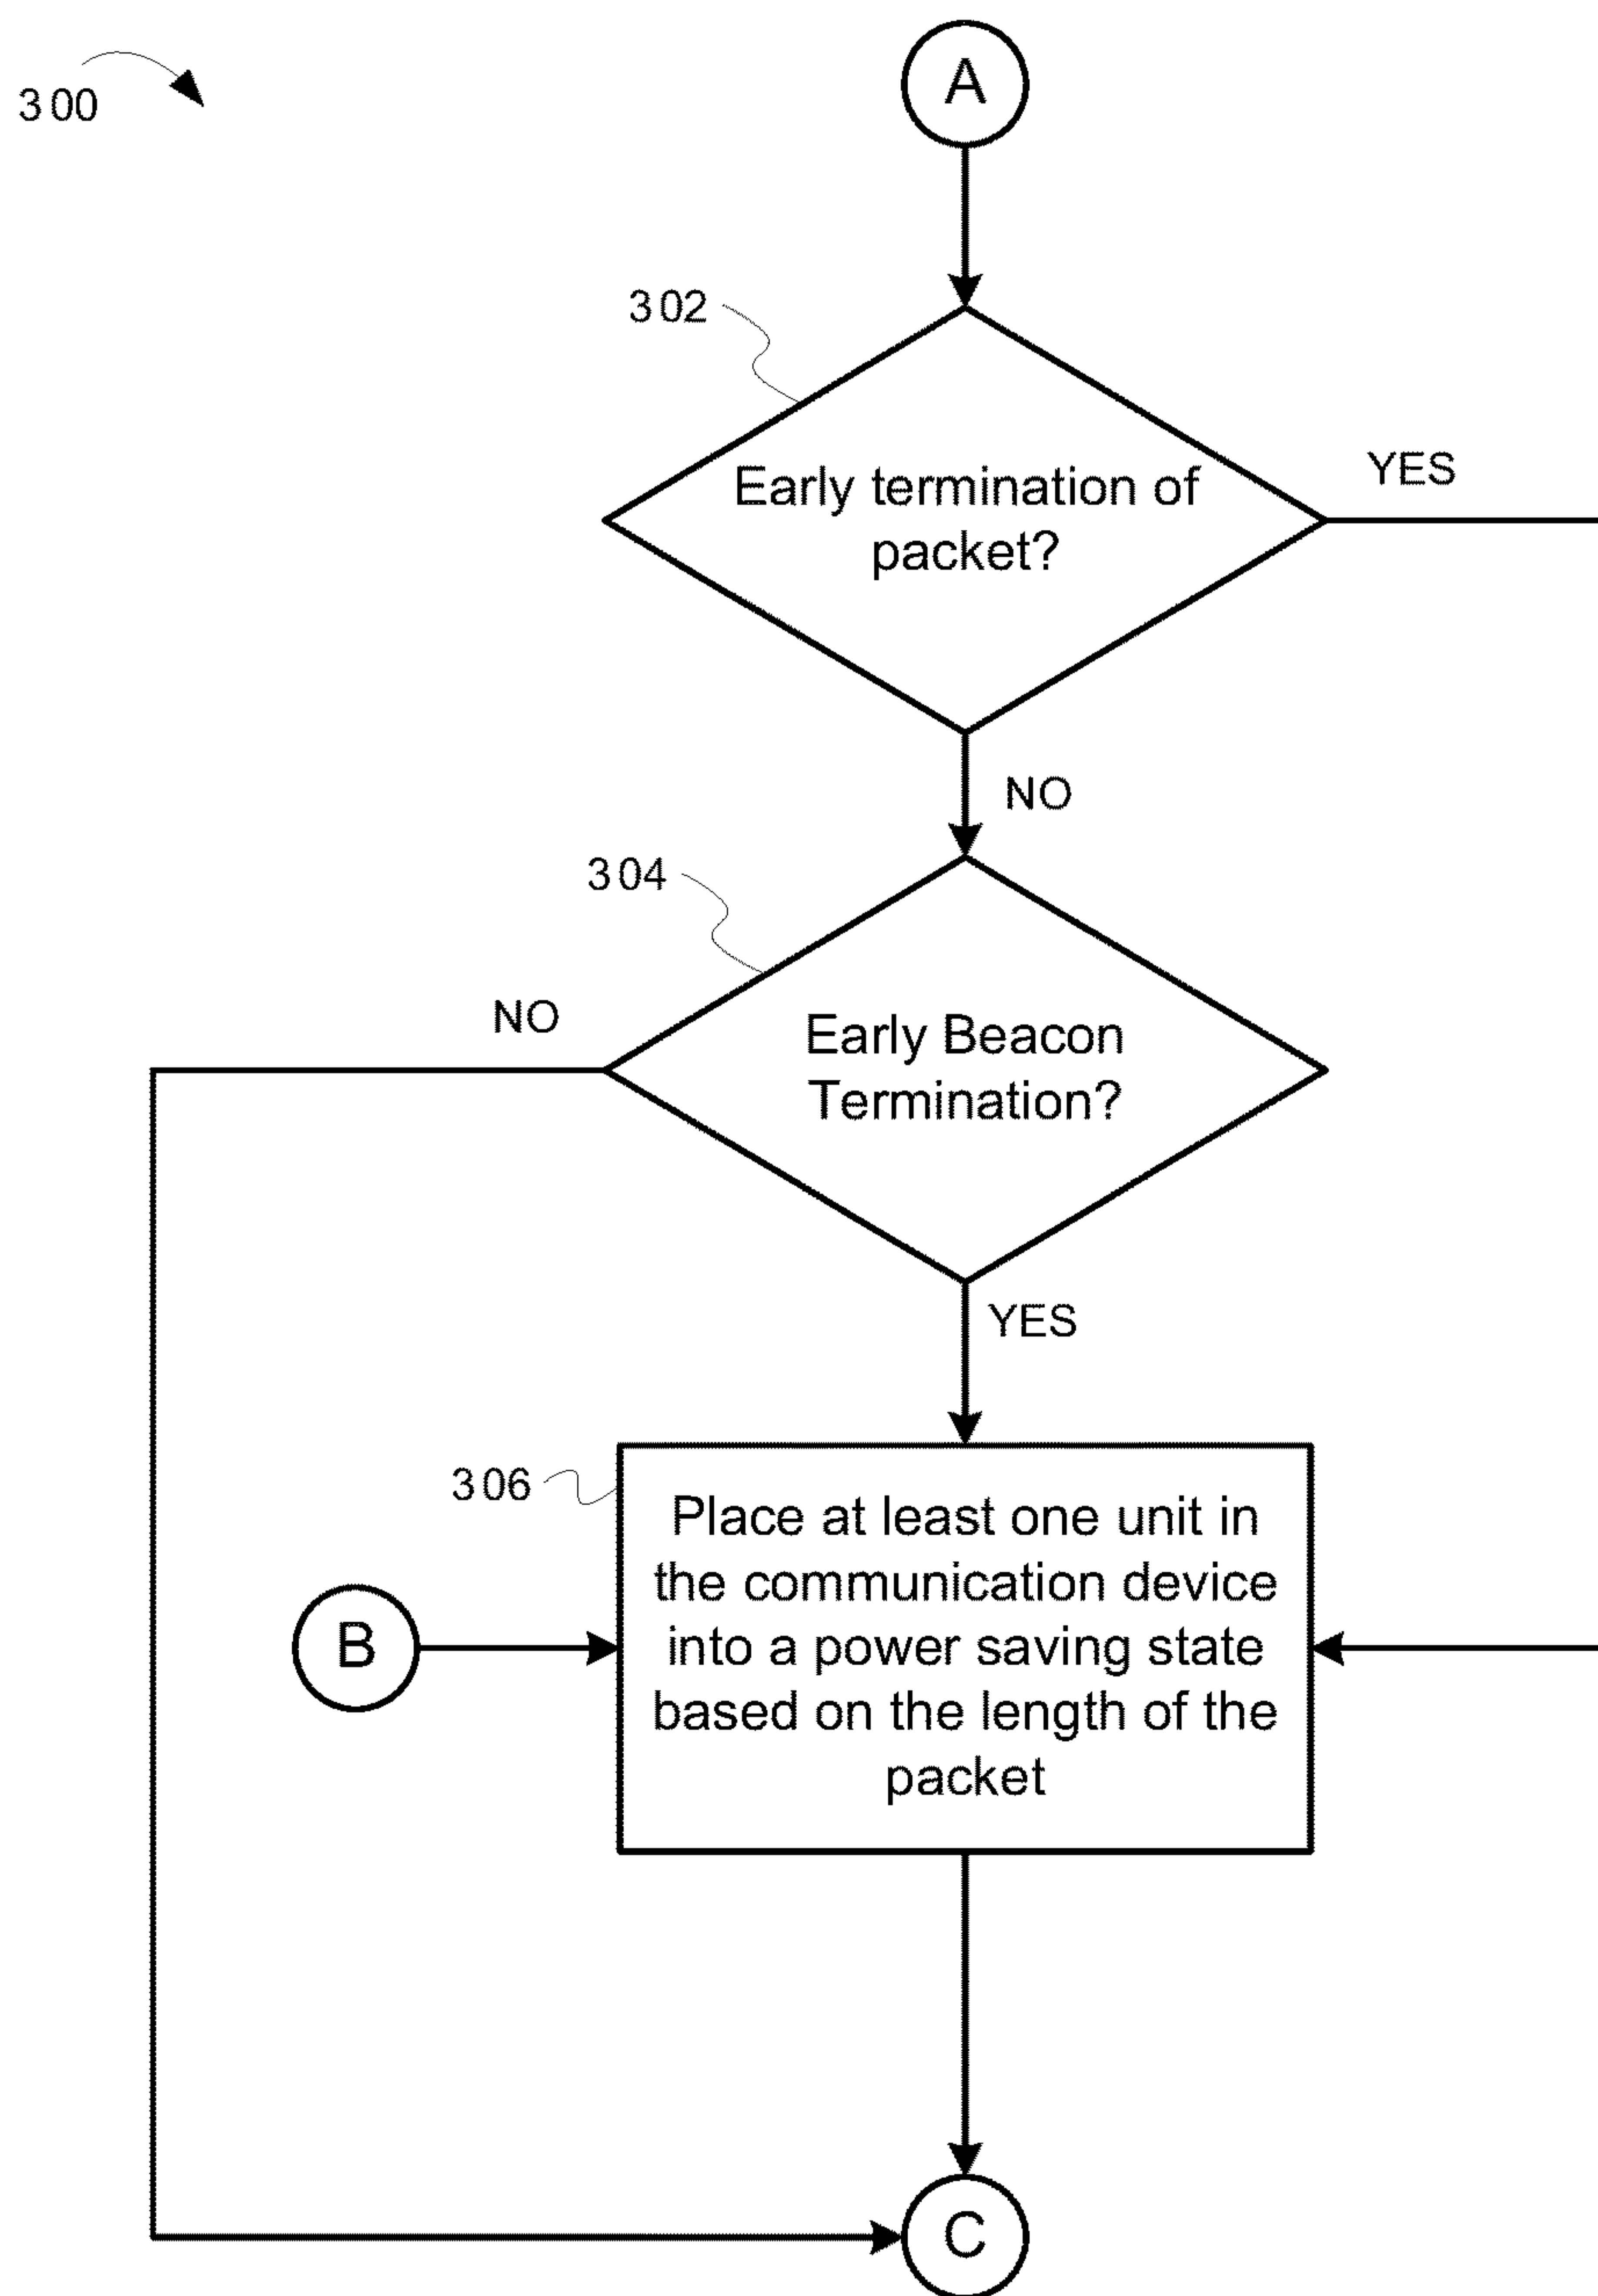 A
300
302
Early termination of
packet?
YES
NO
304
NO
Early Beacon
Termination?
YES
306
Place at least one unit in
the communication device
into a power saving state
based on the length of the
packet
B
C